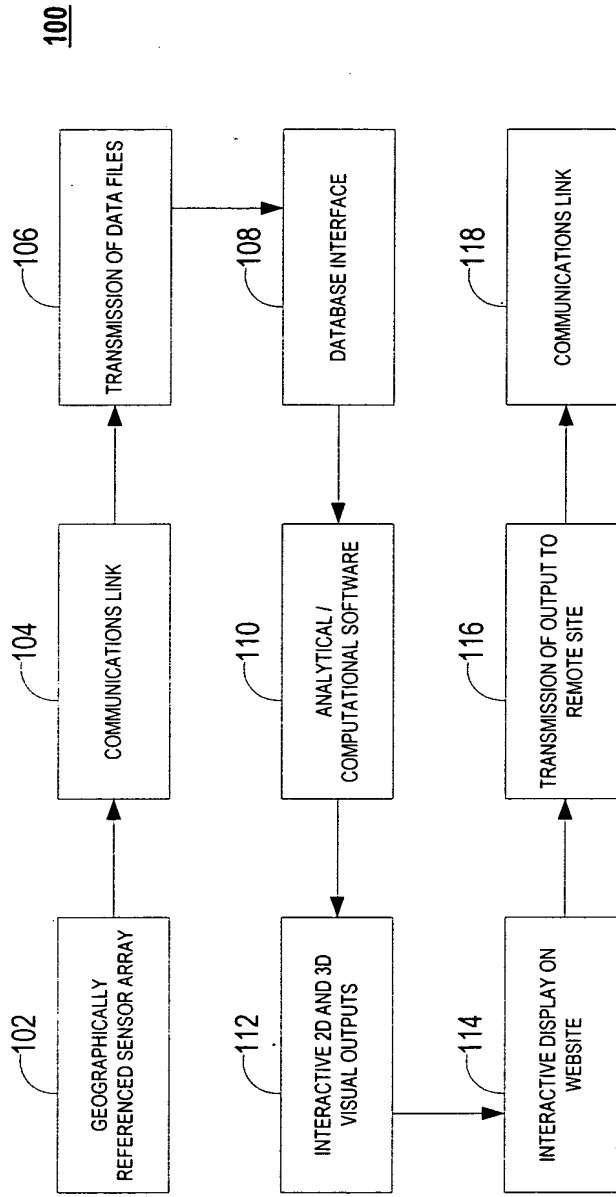 100
102
GEOGRAPHICALLY
REFERENCED SENSOR ARRAY
104
COMMUNICATIONS LINK
106
TRANSMISSION OF DATA FILES
108
DATABASE INTERFACE
110
ANALYTICAL /
COMPUTATIONAL SOFTWARE
112
INTERACTIVE 2D AND 3D
VISUAL OUTPUTS
114
INTERACTIVE DISPLAY ON
WEBSITE
116
TRANSMISSION OF OUTPUT TO
REMOTE SITE
118
COMMUNICATIONS LINK